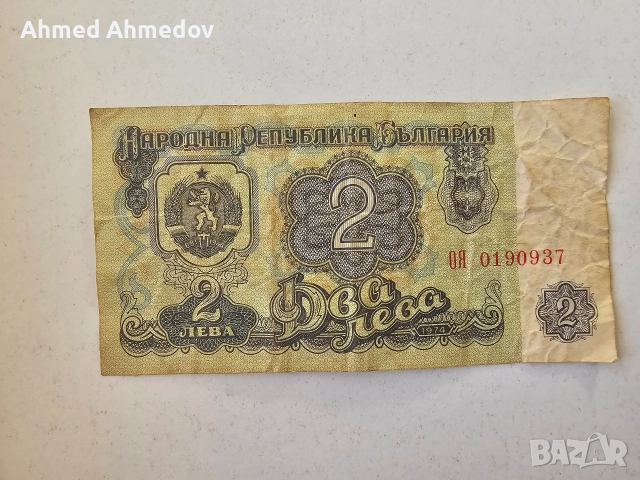 Ahmed Ahmedov
НАРОДНА РЕПУБЛИКА БЪЛГАРИЯ
2
ОЯ 0190937
2
ЛЕВА
Два
лева
1974
2
BAZAR